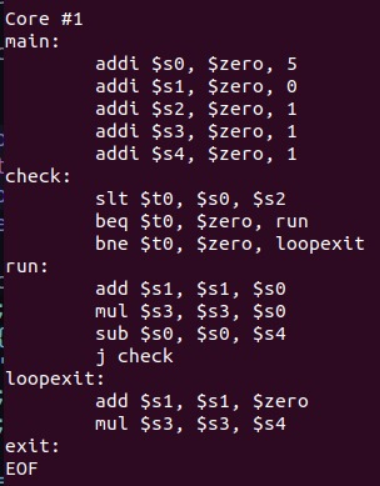 Core #1
main:
        addi $s0, $zero, 5
        addi $s1, $zero, 0
        addi $s2, $zero, 1
        addi $s3, $zero, 1
        addi $s4, $zero, 1
check:
        slt $t0, $s0, $s2
        beq $t0, $zero, run
        bne $t0, $zero, loopexit
run:
        add $s1, $s1, $s0
        mul $s3, $s3, $s0
        sub $s0, $s0, $s4
        j check
loopexit:
        add $s1, $s1, $zero
        mul $s3, $s3, $s4
exit:
EOF